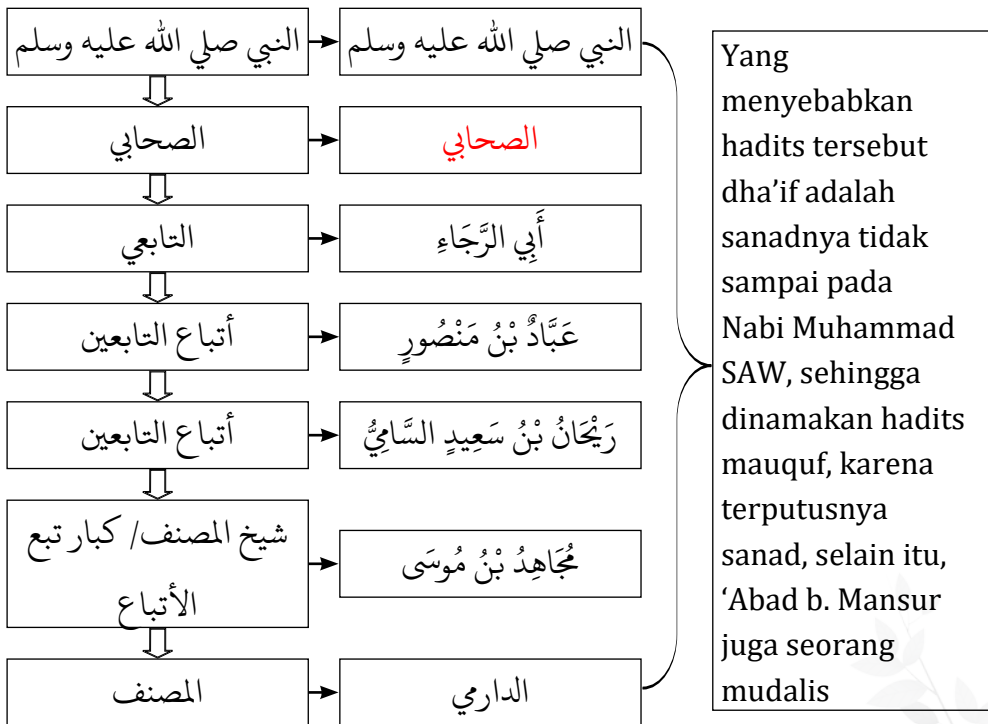 النبي صلي الله عليه وسلم
النبي صلي الله عليه وسلم
الصحابي
الصحابي
التابعي
أَبِي الرَّجَاءِ
أتباع التابعين
عَبَّادٌ بْنُ مَنْصُورٍ
أتباع التابعين
رَيْحَانُ بْنُ سَعِيدٍ السَّامِيُّ
شيخ المصنف/ كبار تبع
الأتباع
مُجَاهِدُ بْنُ مُوسَى
المصنف
الدارمي
Yang
menyebabkan
hadits tersebut
dha’if adalah
sanadnya tidak
sampai pada
Nabi Muhammad
SAW, sehingga
dinamakan hadits
mauquf, karena
terputusnya
sanad, selain itu,
‘Abad b. Mansur
juga seorang
mudalis